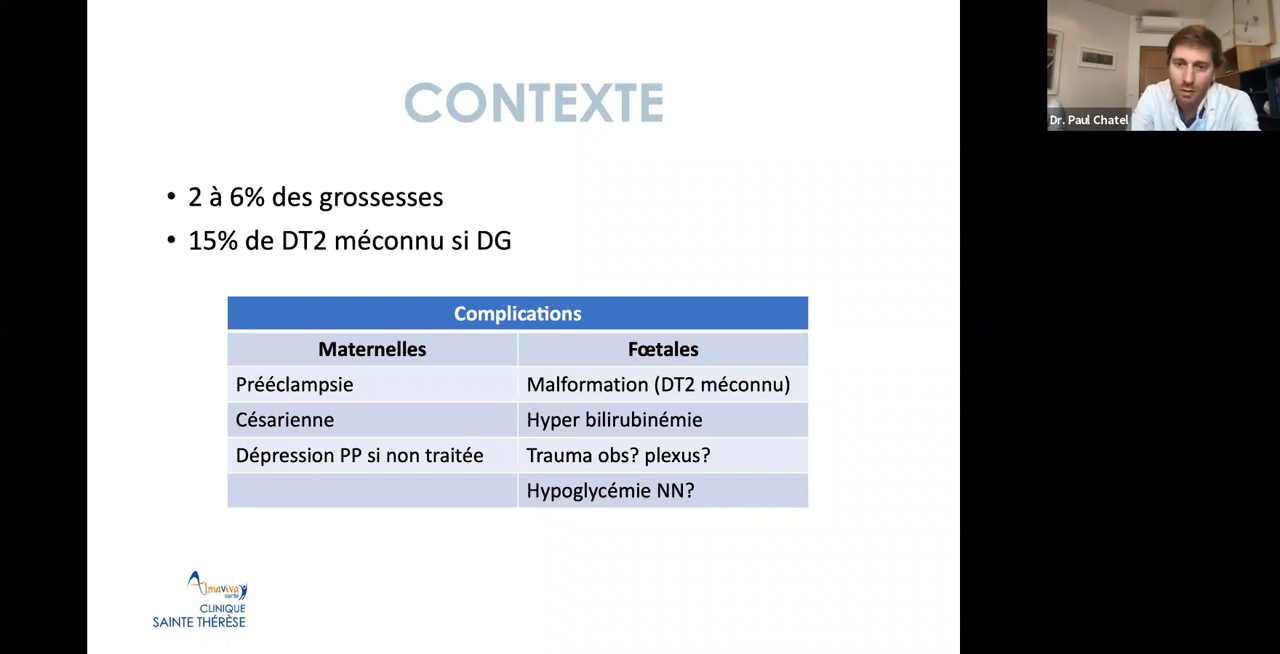 CONTEXTE
• 2 à 6% des grossesses
• 15% de DT2 méconnu si DG
Complications
Maternelles Fœtales
Prééclampsie Malformation (DT2 méconnu)
Césarienne Hyper bilirubinémie
Dépression PP si non traitée Trauma obs? plexus?
Hypoglycémie NN?
Almaviva
santé
CLINIQUE
SAINTE THÉRÈSE
Dr. Paul Chatel